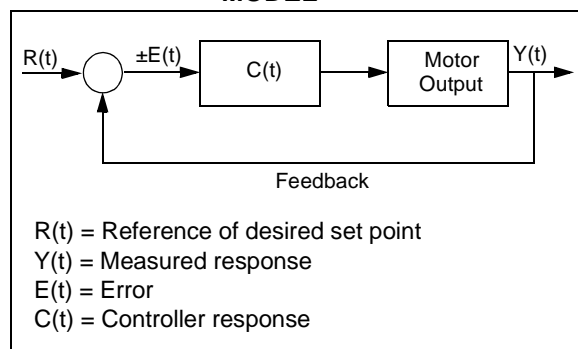 MODEL
R(t)
±E(t)
C(t)
Motor
Output
Y(t)
Feedback
R(t) = Reference of desired set point
Y(t) = Measured response
E(t) = Error
C(t) = Controller response